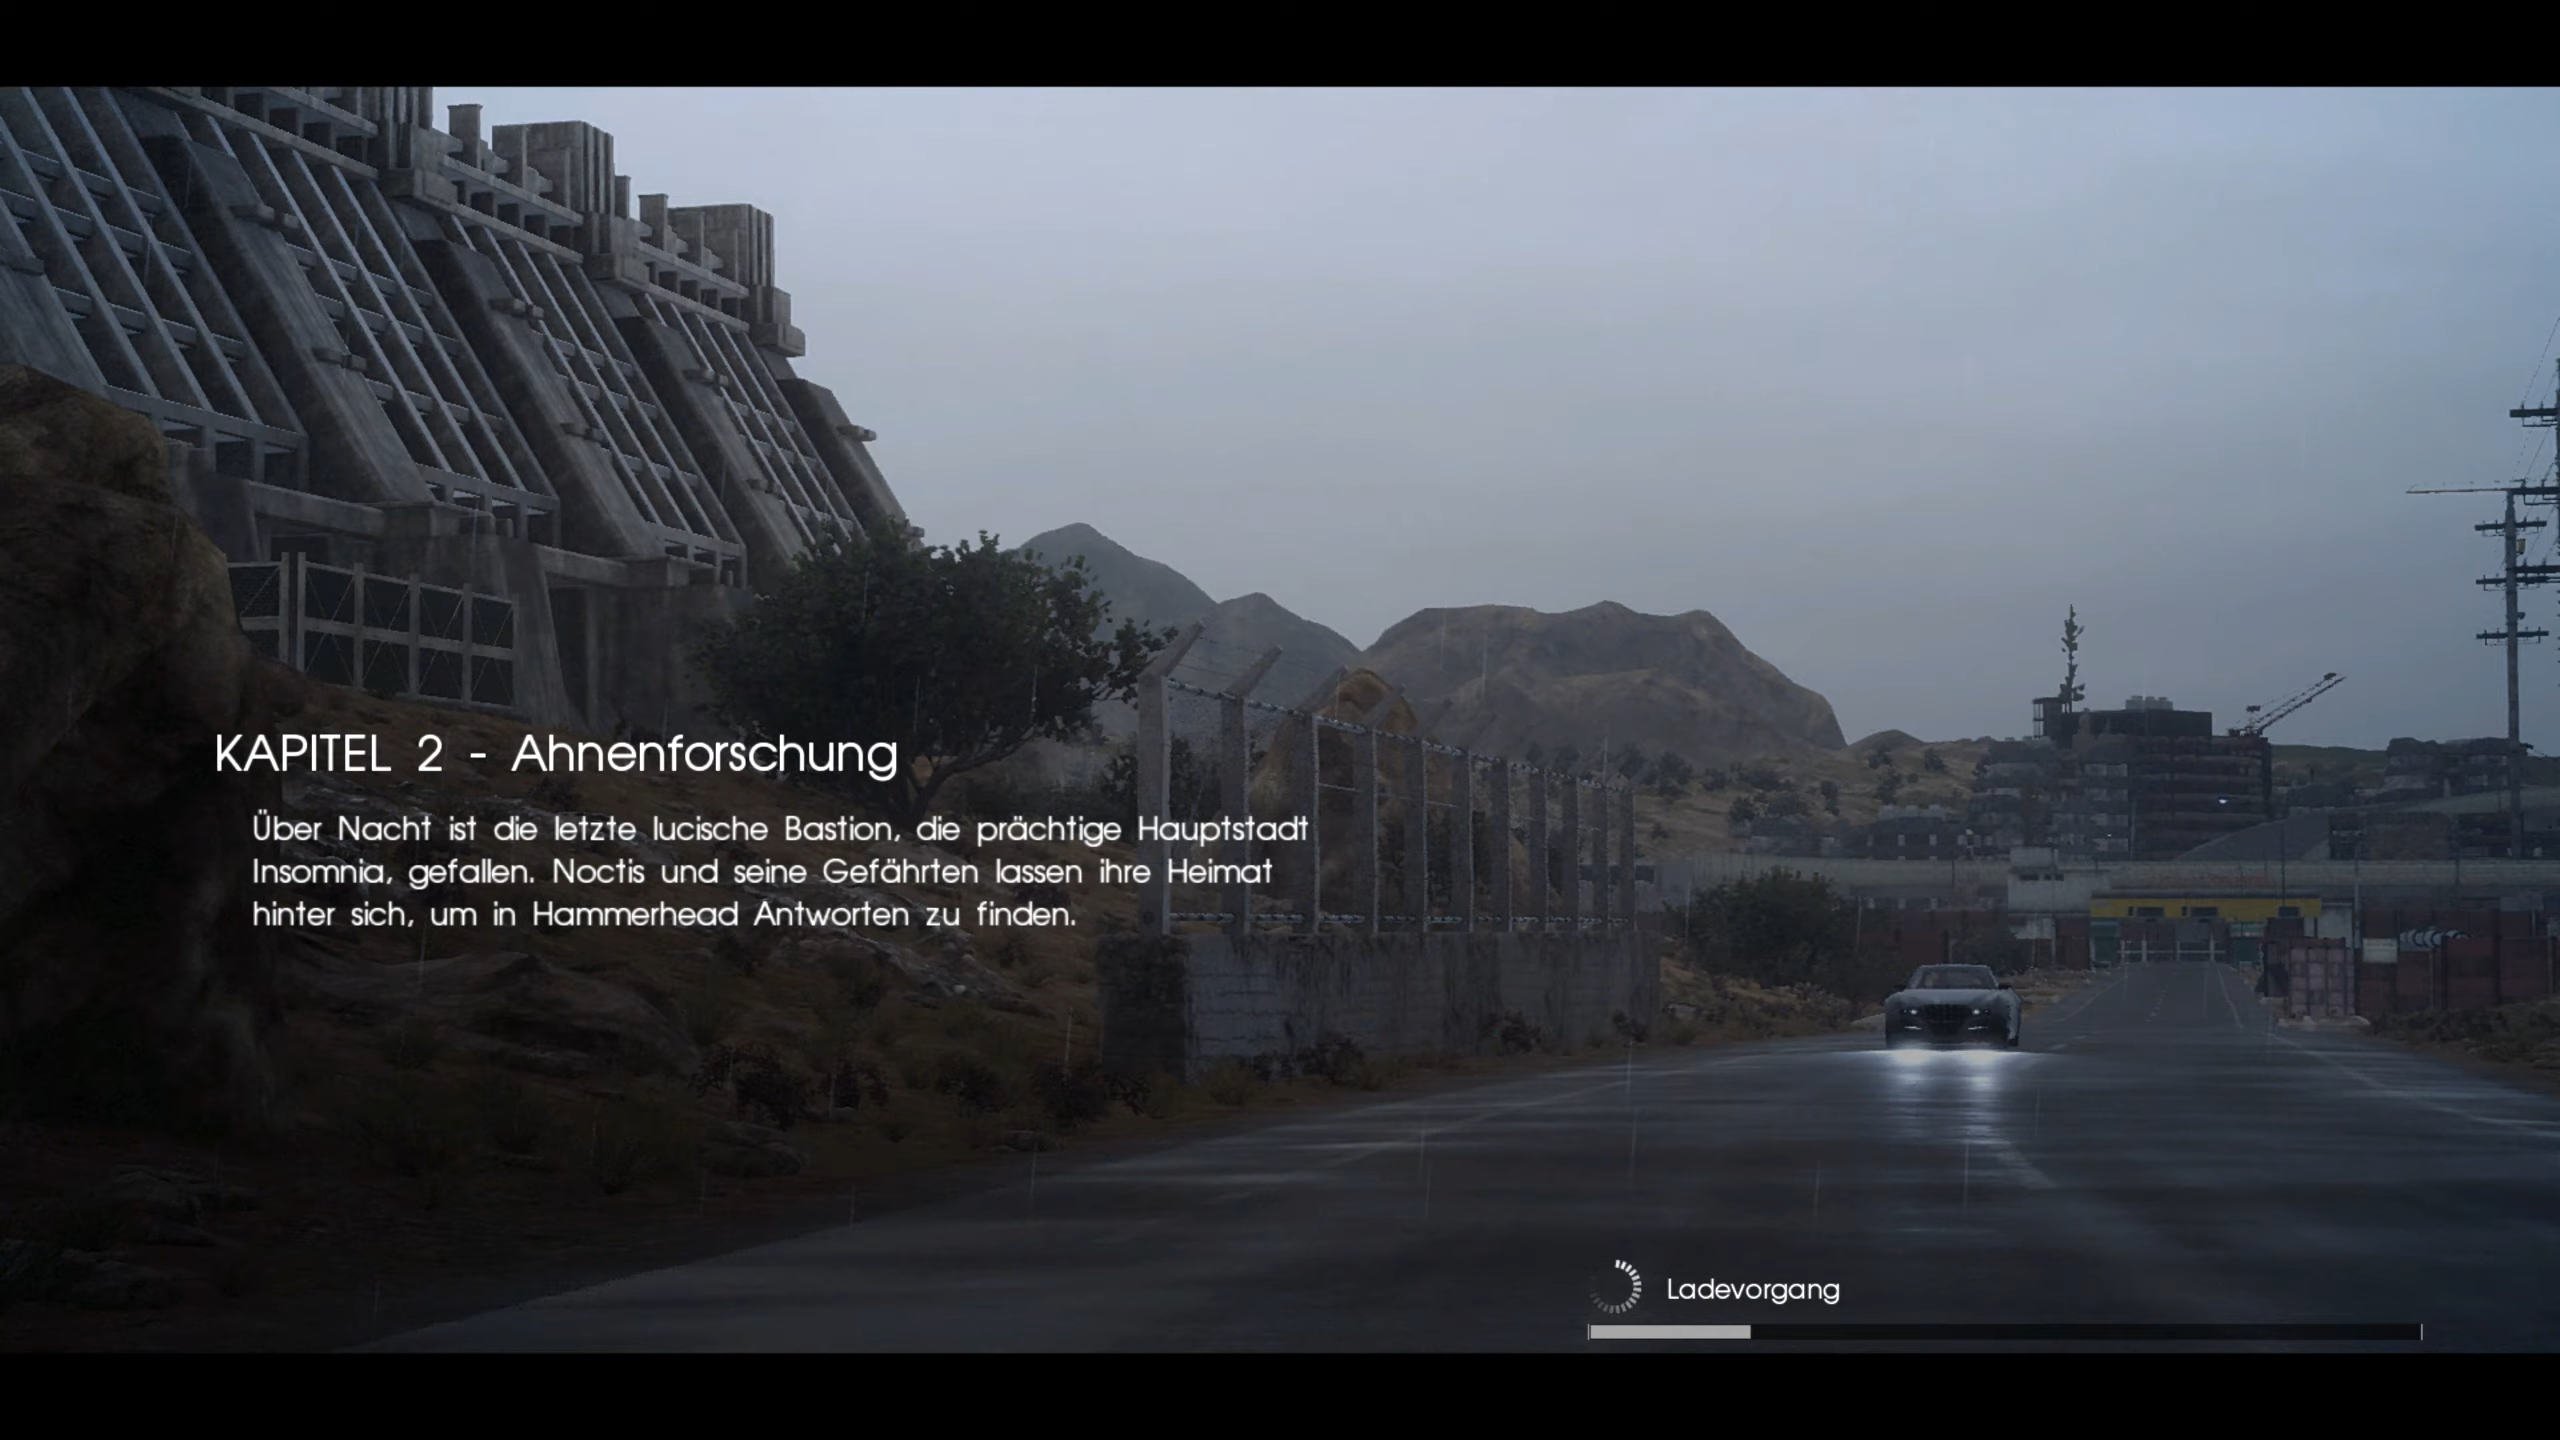 KAPITEL 2 - Ahnenforschung
Über Nacht ist die letzte lucische Bastion, die prächtige Hauptstadt
Insomnia, gefallen. Noctis und seine Gefährten lassen ihre Heimat
hinter sich, um in Hammerhead Antworten zu finden.
Ladevorgang